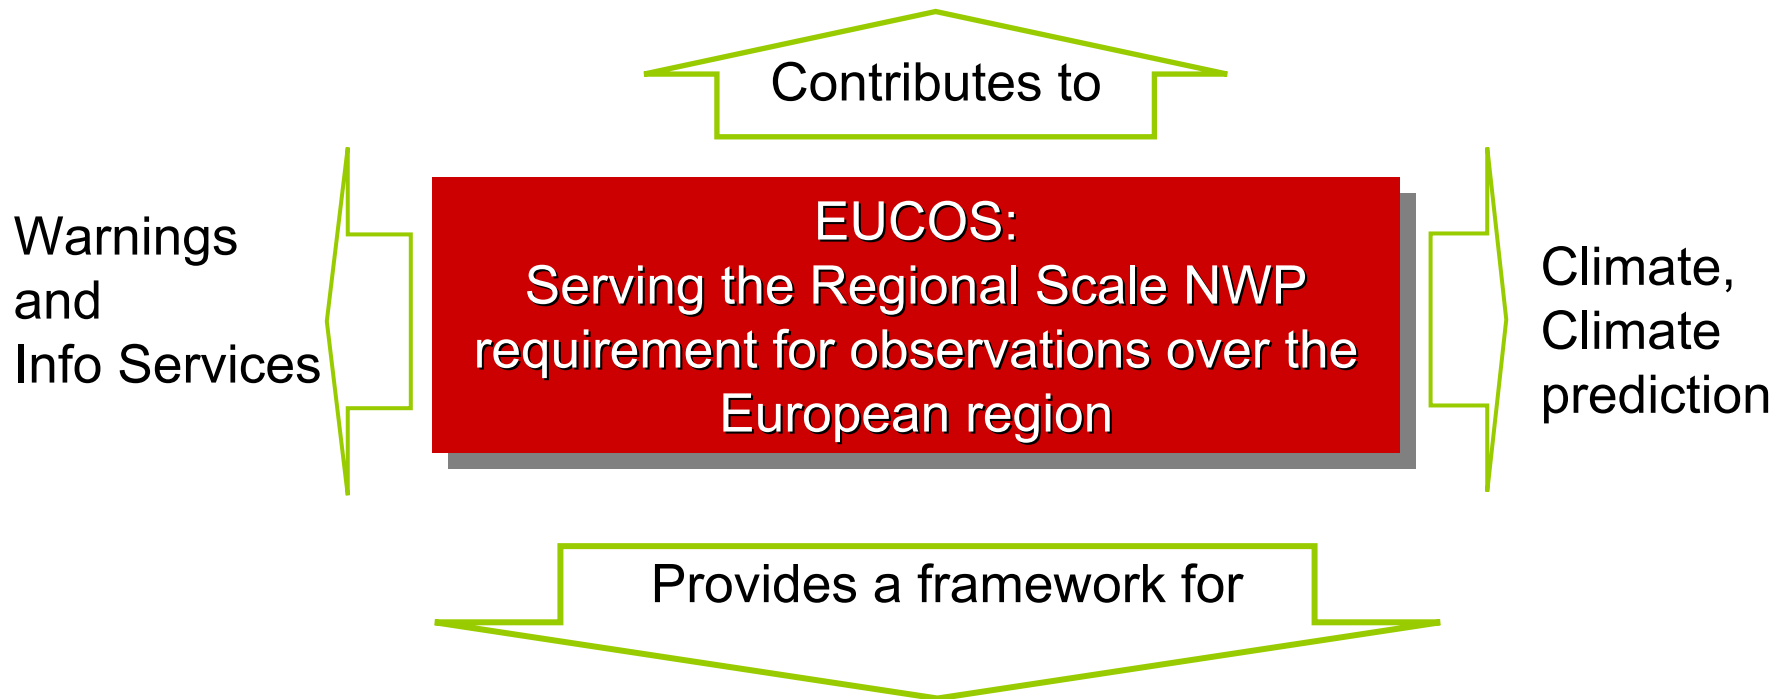 Contributes to
Warnings
and
Info Services
EUCOS:
Serving the Regional Scale NWP
requirement for observations over the
European region
Climate,
Climate
prediction
Provides a framework for